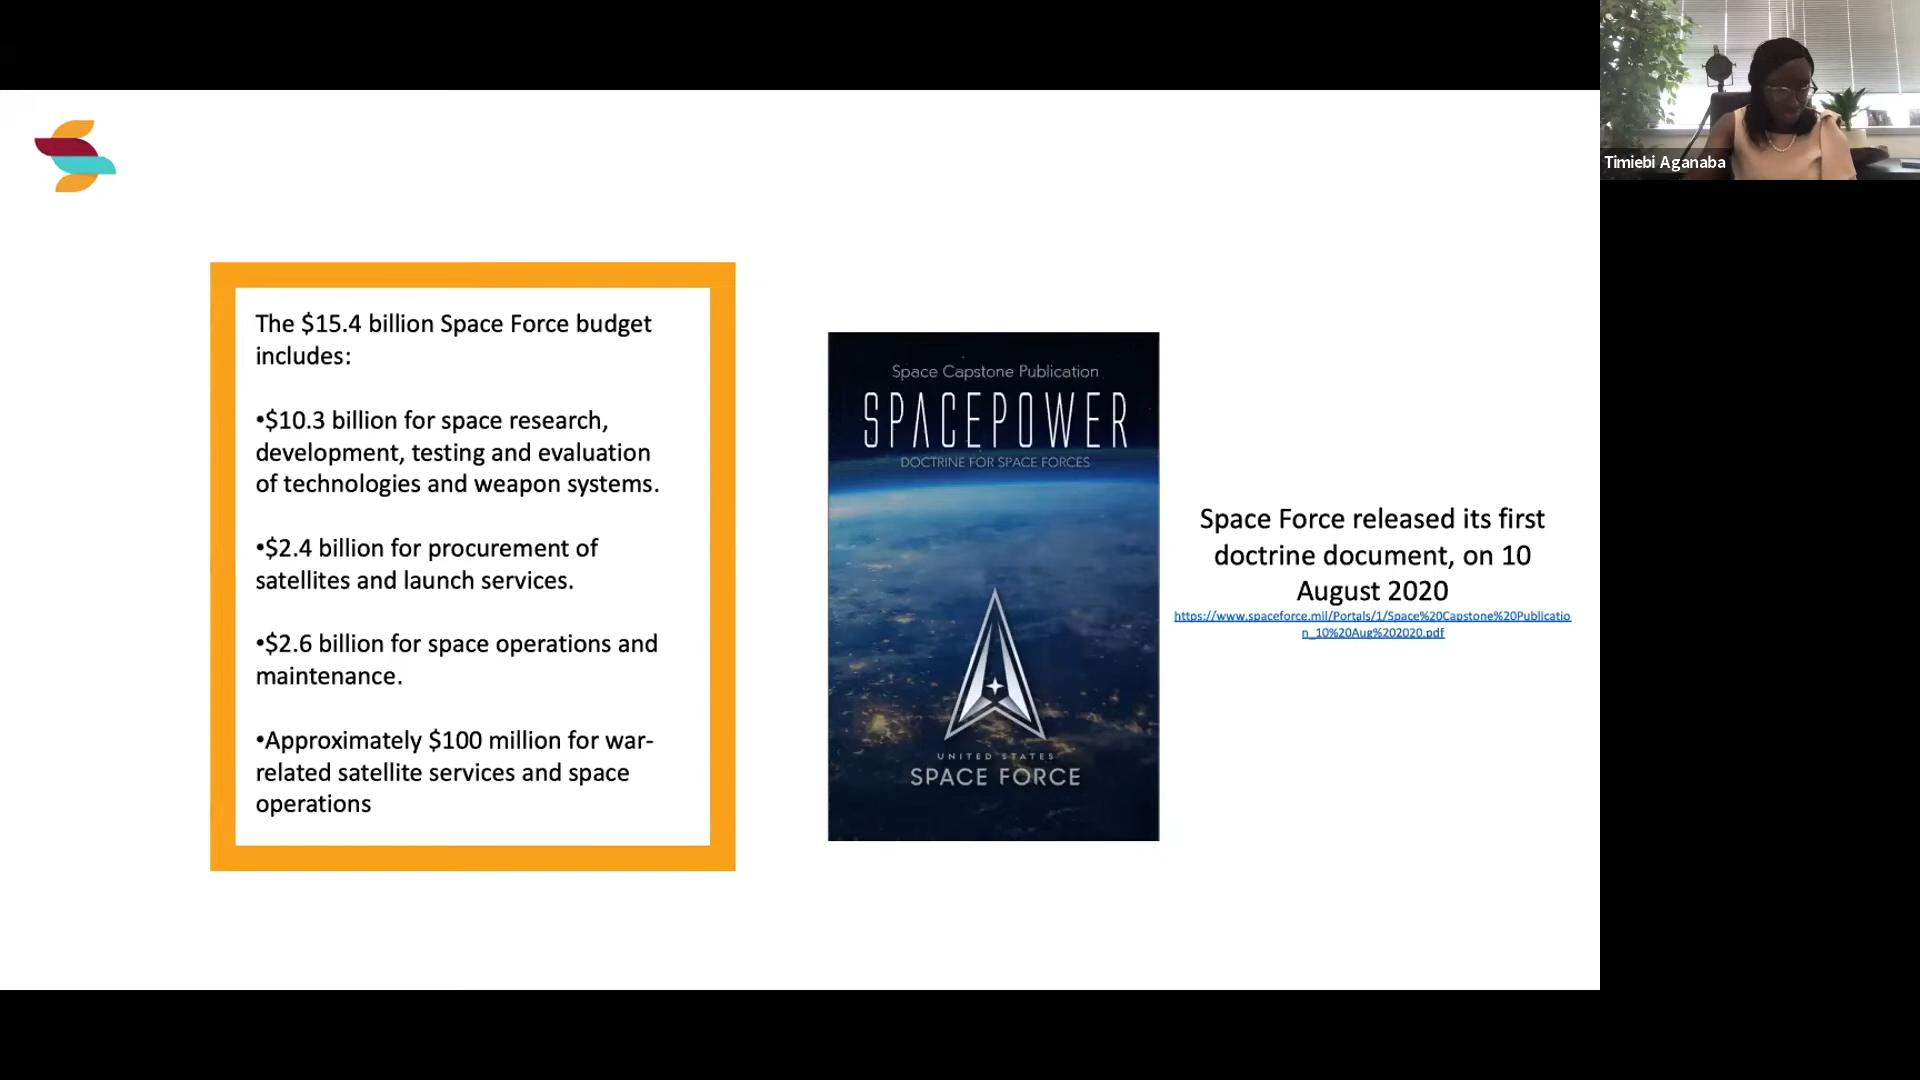 Timiebi Aganaba
The $15.4 billion Space Force budget
includes:
•$10.3 billion for space research,
development, testing and evaluation
of technologies and weapon systems.
•$2.4 billion for procurement of
satellites and launch services.
•$2.6 billion for space operations and
maintenance.
•Approximately $100 million for war-
related satellite services and space
operations
Space Capstone Publication
SPACEPOWER
DOCTRINE FOR SPACE FORCES
UNITED STATES
SPACE FORCE
Space Force released its first
doctrine document, on 10
August 2020
https://www.spaceforce.mil/Portals/1/Space%20Capstone%20Publicatio
n_10%20Aug%202020.pdf